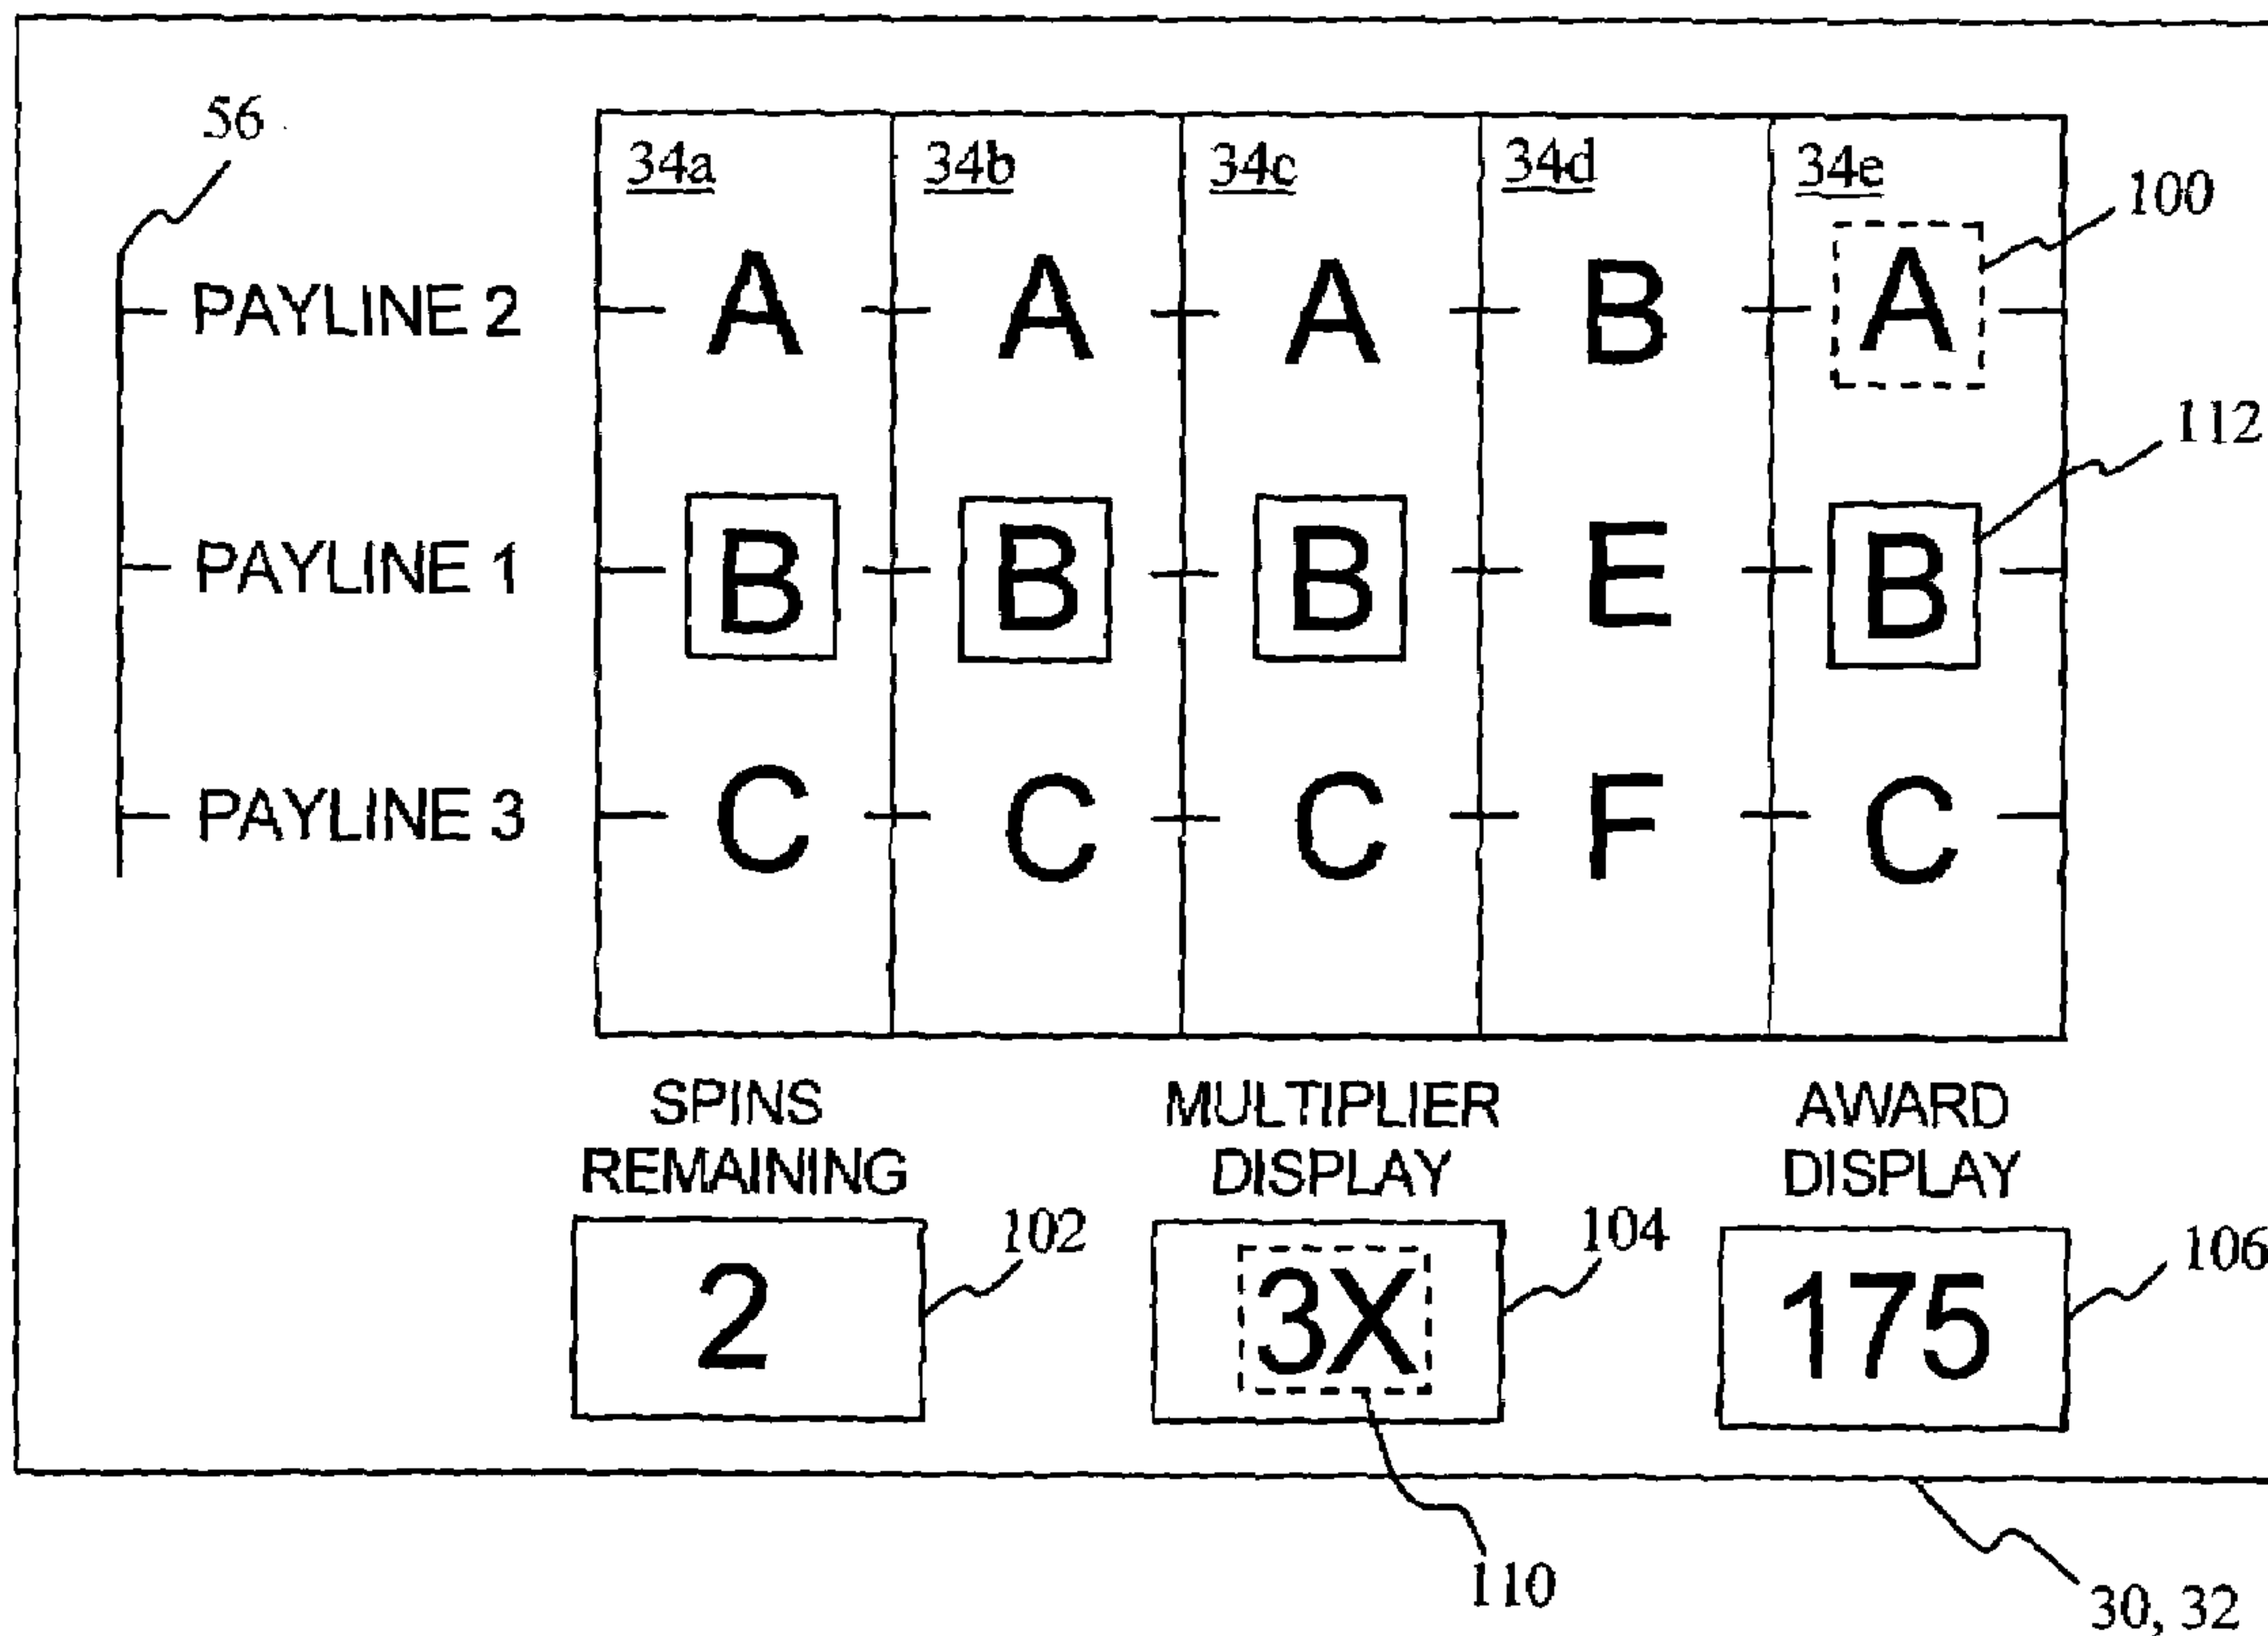 56
34a 34b 34c 34d 34e
100
PAYLINE 2 A A A B A
112
PAYLINE 1 B B B E B
PAYLINE 3 C C C F C
SPINS REMAINING
MULTIPLIER DISPLAY
AWARD DISPLAY
2 102
3X 104
175 106
110
30, 32